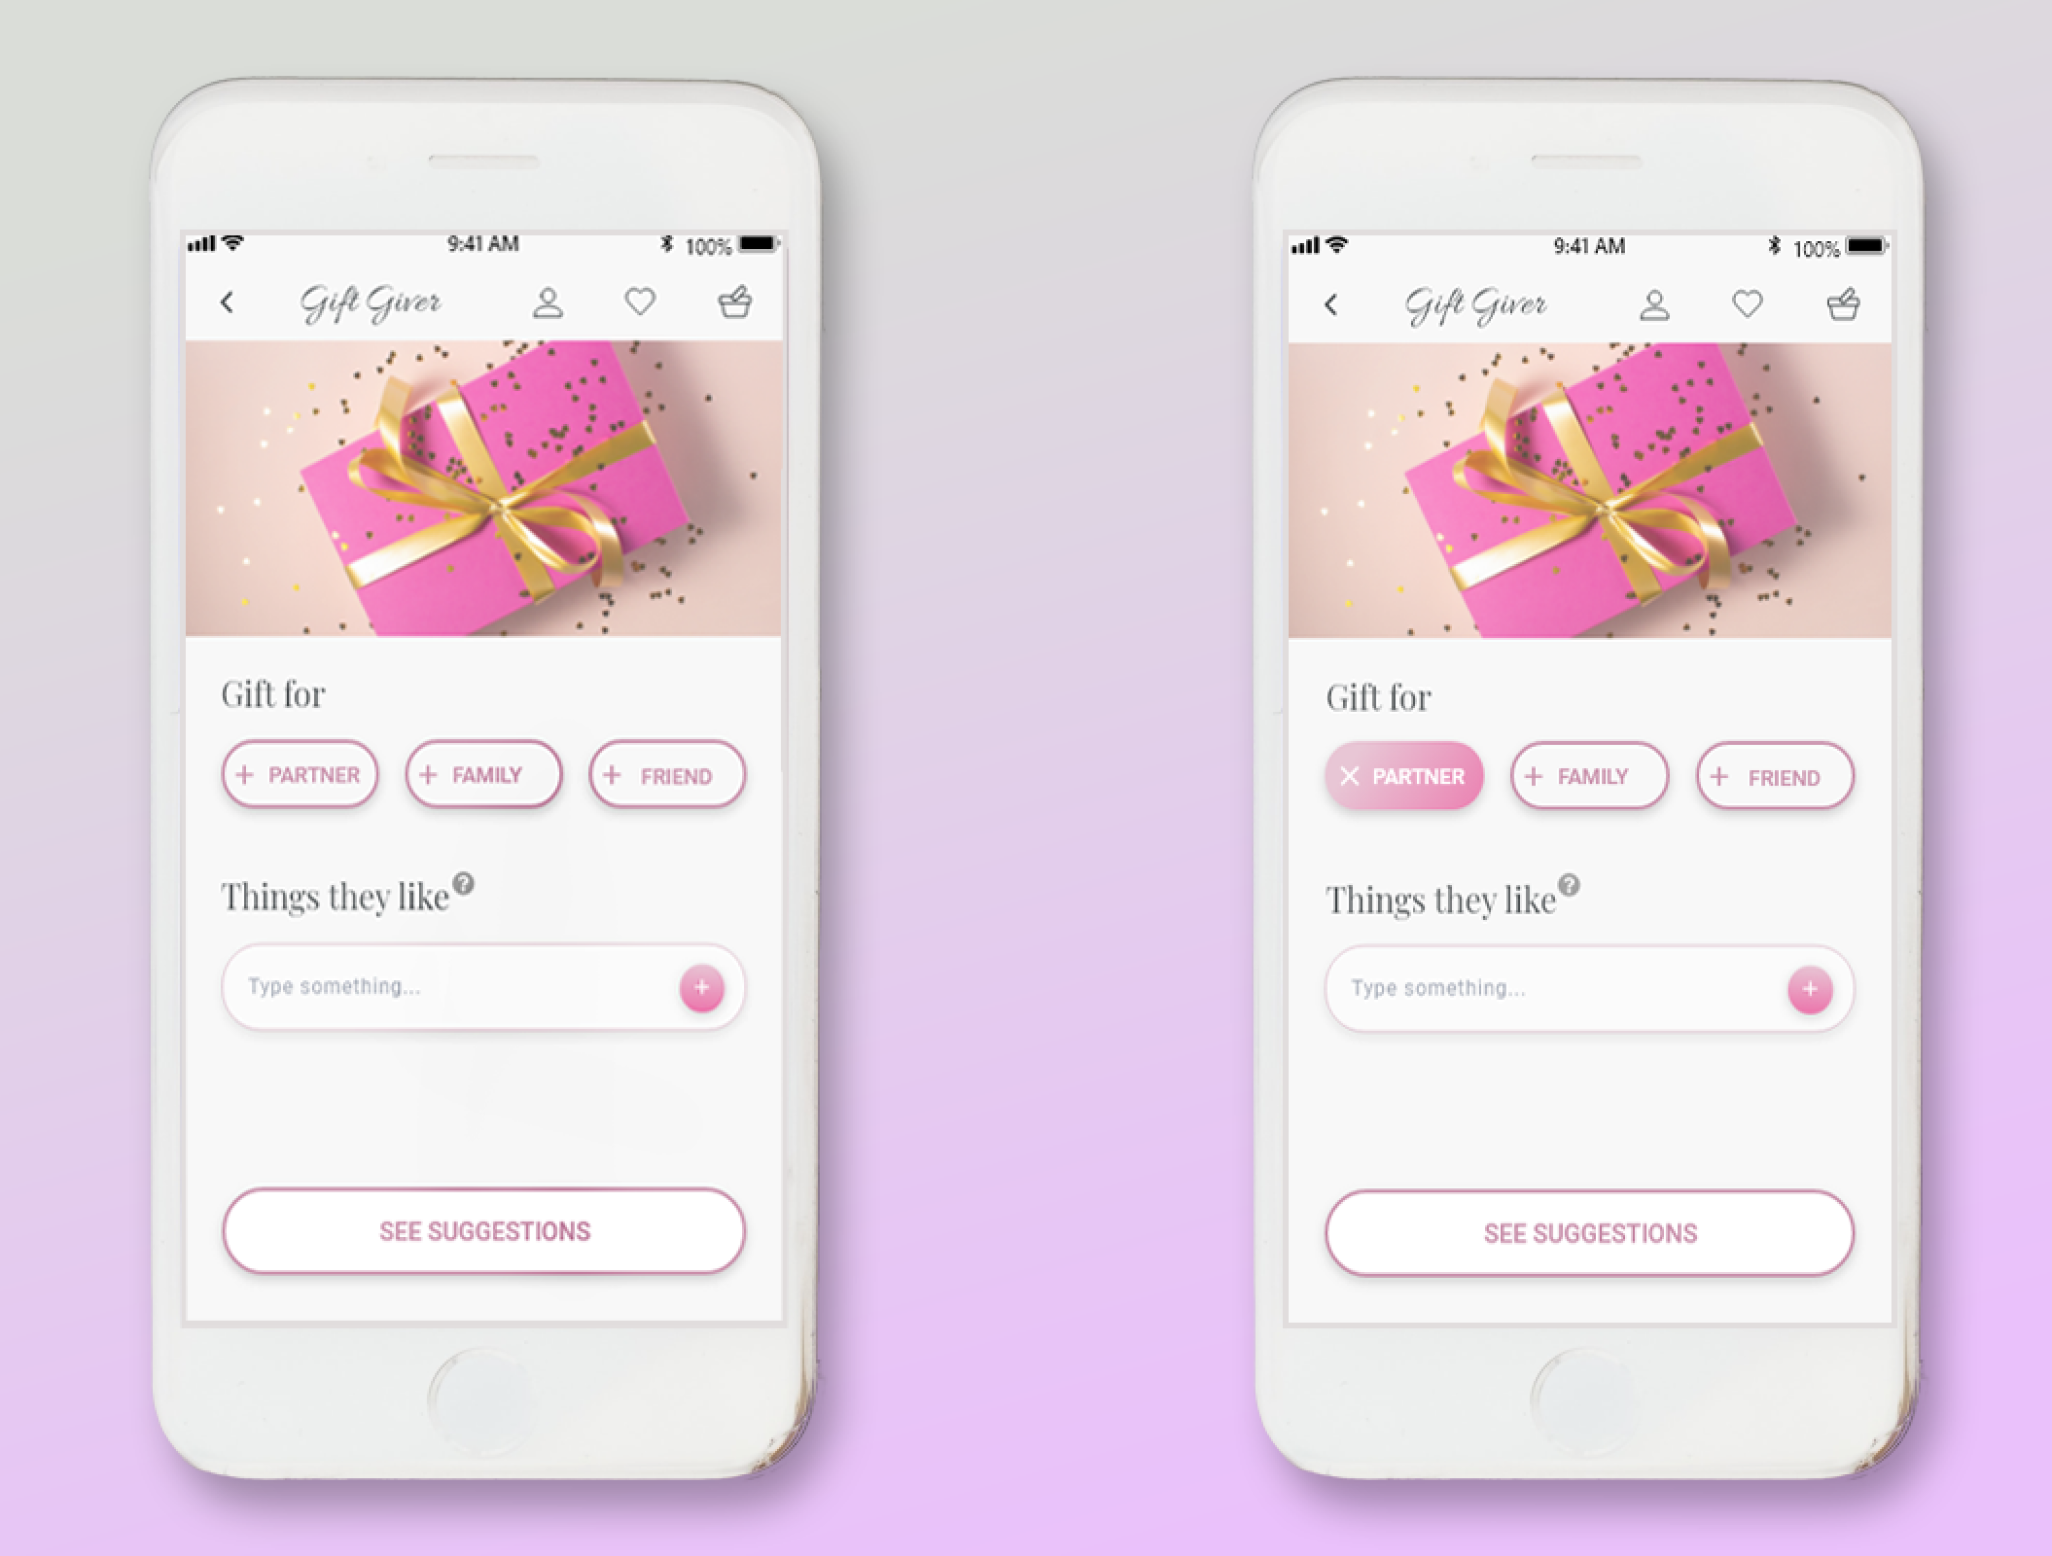 9:41 AM 100%
Gift Giver
Gift for
+ PARTNER + FAMILY + FRIEND
Things they like ?
Type something... +
SEE SUGGESTIONS
9:41 AM 100%
Gift Giver
Gift for
× PARTNER + FAMILY + FRIEND
Things they like ?
Type something... +
SEE SUGGESTIONS